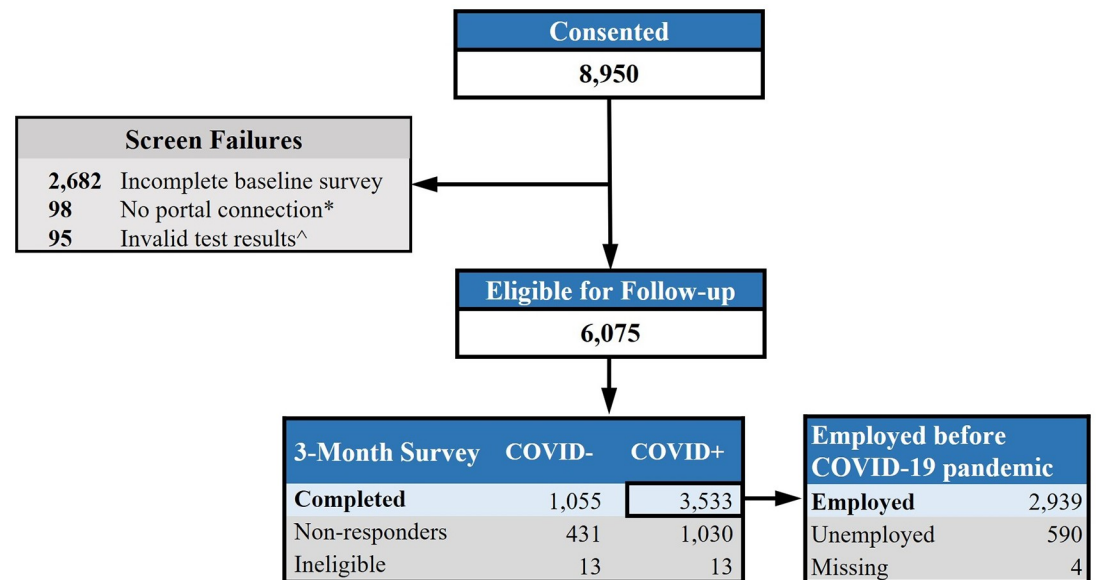 Consented
8,950
Screen Failures
2,682 Incomplete baseline survey
98 No portal connection*
95 Invalid test results^
Eligible for Follow-up
6,075
3-Month Survey COVID- COVID+
Completed 1,055 3,533
Non-responders 431 1,030
Ineligible 13 13
Employed before
COVID-19 pandemic
Employed 2,939
Unemployed 590
Missing 4